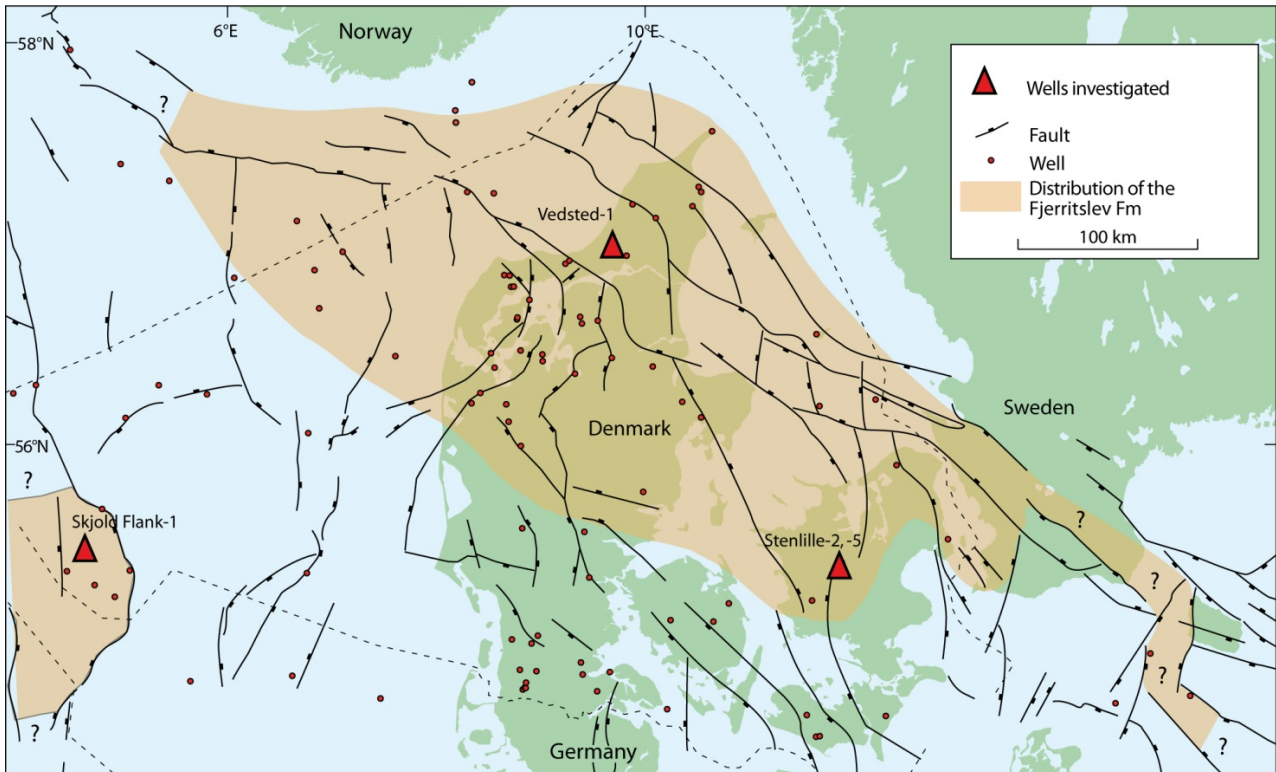 6°E
Norway
10°E
58°N
?
Wells investigated
Fault
Well
Distribution of the
Fjerritslev Fm
100 km
Vedsted-1
Sweden
Denmark
56°N
?
?
Skjold Flank-1
Stenlille-2,-5
?
?
?
?
Germany